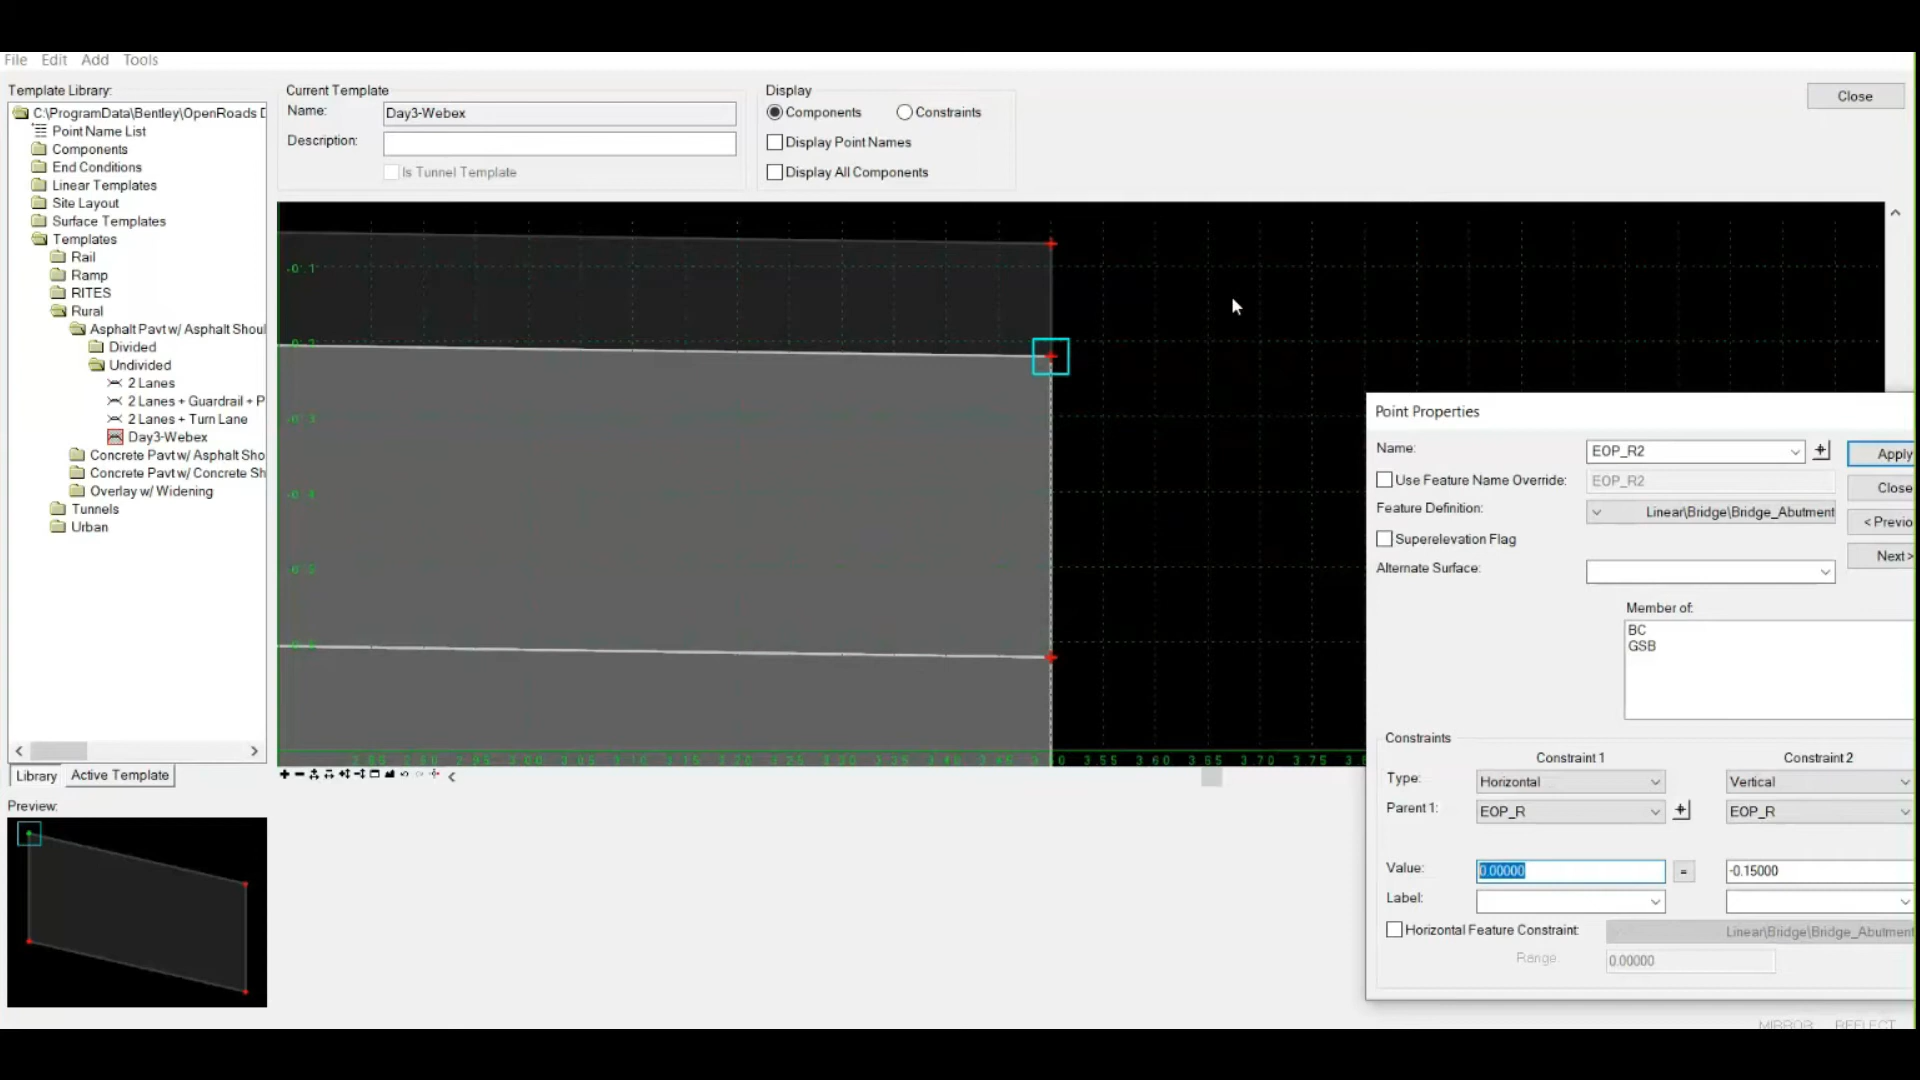 File Edit Add Tools
Template Library:
C:\ProgramData\Bentley\OpenRoads D
Point Name List
Components
End Conditions
Linear Templates
Site Layout
Surface Templates
Templates
Rail
Ramp
RITES
Rural
Asphalt Pavt w/ Asphalt Shoul
Divided
Undivided
2 Lanes
2 Lanes + Guardrail + P
2 Lanes + Turn Lane
Day3-Webex
Concrete Pavt w/ Asphalt Sho
Concrete Pavt w/ Concrete Sh
Overlay w/ Widening
Tunnels
Urban
Library Active Template
Preview:
Current Template
Name: Day3-Webex
Description:
Is Tunnel Template
Display
Components Constraints
Display Point Names
Display All Components
Close
-0.1
Point Properties
Name: EOP_R2
Apply
Use Feature Name Override: EOP_R2
Close
Feature Definition: Linear\Bridge\Bridge_Abutment
< Previo
Superelevation Flag
Next >
Alternate Surface:
Member of:
BC
GSB
Constraints
Constraint 1 Constraint 2
Type: Horizontal Vertical
Parent 1: EOP_R EOP_R
Value: 0.00000 = -0.15000
Label:
Horizontal Feature Constraint: Linear\Bridge\Bridge_Abutment
Range: 0.00000
MIRROR REFLECT